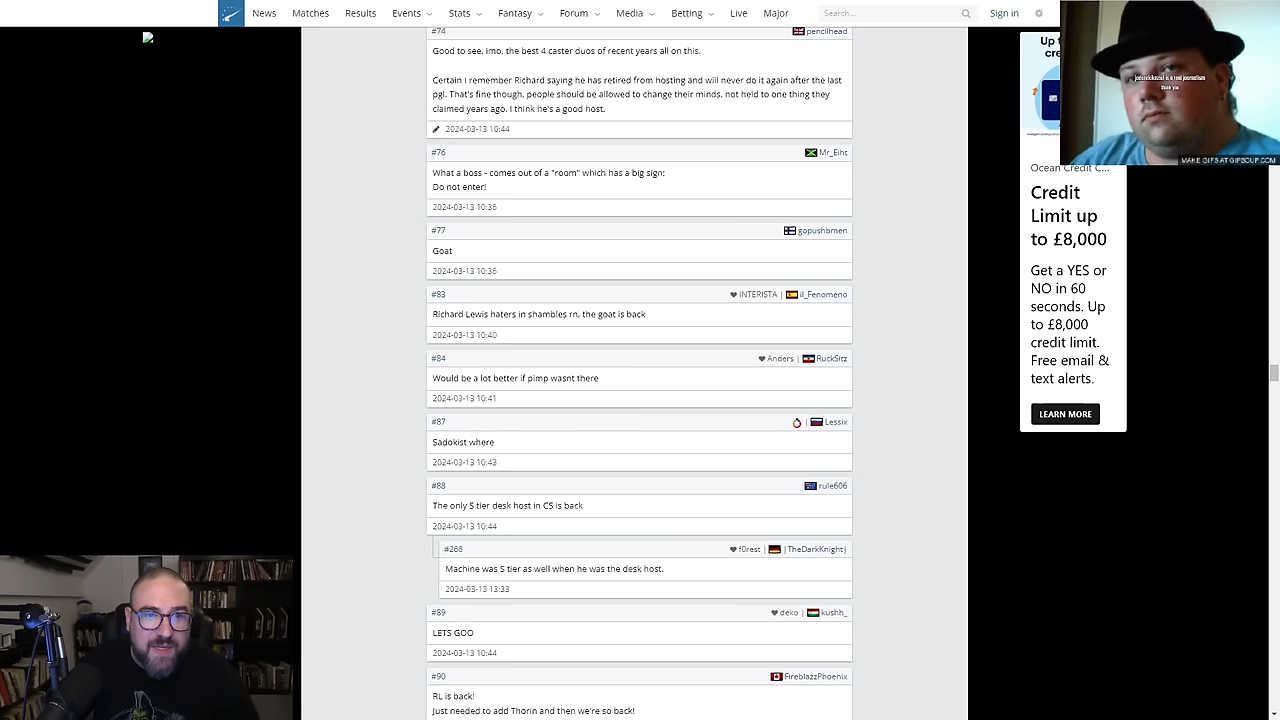 News Matches Results Events Stats Fantasy Forum Media Betting Live Major Search... Sign in
#74 pencilhead
Good to see, imo, the best 4 caster duos of recent years all on this.
Certain I remember Richard saying he has retired from hosting and will never do it again after the last
pgl. That's fine though, people should be allowed to change their minds, not held to one thing they
claimed ages ago. I think he's a good host.
2024-03-13 10:44
#76 Mr_Eiht
What a boss - comes in a "room" which had a big sign:
Do not enter!
2024-03-13 10:36
#77 gopushbmen
Goat
2024-03-13 10:36
#83 INTERISTA | il_Fenomeno
Richard Lewis haters in shambles rn, the goat is back
2024-03-13 10:40
#84 Anders | RuckSitz
Would be a lot better if pimp wasnt there
2024-03-13 10:41
#87 | Lessix
Sadokist where
2024-03-13 10:43
#88 rule606
The only S tier desk host in CS is back
2024-03-13 10:44
#268 f0rest | |TheDarkKnight|
Machine was S tier as well when he was the desk host.
2024-03-13 13:33
#89 deko | kushh_
LETS GOO
2024-03-13 10:44
#90 FireblazzPhoenix
RL is back!
Just needed to add Thorin and then we're so back!
Up t
cre
is a real journalism
thank you
MAKE GIFS AT GIFSOUP.COM
Ocean Credit C...
Credit
Limit up
to £8,000
Get a YES or
NO in 60
seconds. Up
to £8,000
credit limit.
Free email &
text alerts.
LEARN MORE